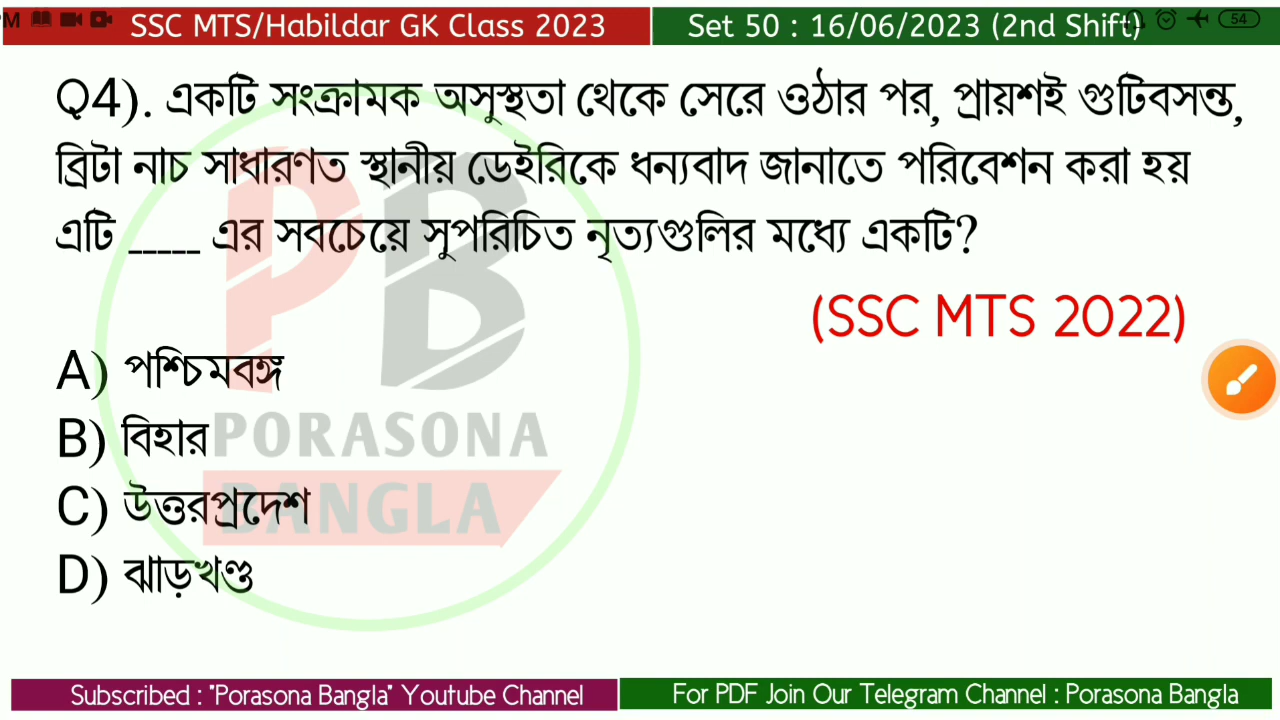 SSC MTS/Habildar GK Class 2023
Set 50 : 16/06/2023 (2nd Shift)
54
Q4). একটি সংক্রামক অসুস্থতা থেকে সেরে ওঠার পর, প্রায়শই গুটিবসন্ত,
ব্রিটা নাচ সাধারণত স্থানীয় ডেইরিকে ধন্যবাদ জানাতে পরিবেশন করা হয়
এটি _____ এর সবচেয়ে সুপরিচিত নৃত্যগুলির মধ্যে একটি?
(SSC MTS 2022)
A) পশ্চিমবঙ্গ
B) বিহার
C) উত্তরপ্রদেশ
D) ঝাড়খণ্ড
PB
PORASONA
BANGLA
Subscribed : "Porasona Bangla" Youtube Channel
For PDF Join Our Telegram Channel : Porasona Bangla